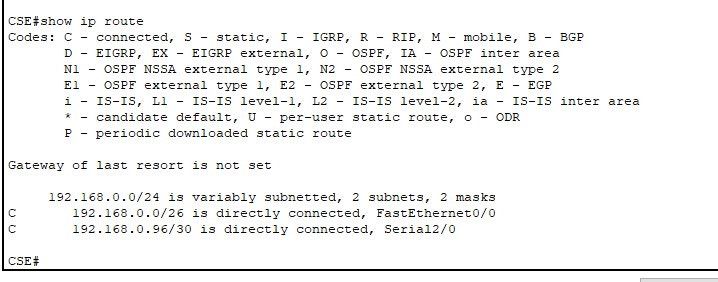 CSE#show ip route
Codes: C - connected, S - static, I - IGRP, R - RIP, M - mobile, B - BGP
       D - EIGRP, EX - EIGRP external, O - OSPF, IA - OSPF inter area
       N1 - OSPF NSSA external type 1, N2 - OSPF NSSA external type 2
       E1 - OSPF external type 1, E2 - OSPF external type 2, E - EGP
       i - IS-IS, L1 - IS-IS level-1, L2 - IS-IS level-2, ia - IS-IS inter area
       * - candidate default, U - per-user static route, o - ODR
       P - periodic downloaded static route
Gateway of last resort is not set
     192.168.0.0/24 is variably subnetted, 2 subnets, 2 masks
C       192.168.0.0/26 is directly connected, FastEthernet0/0
C       192.168.0.96/30 is directly connected, Serial2/0
CSE#